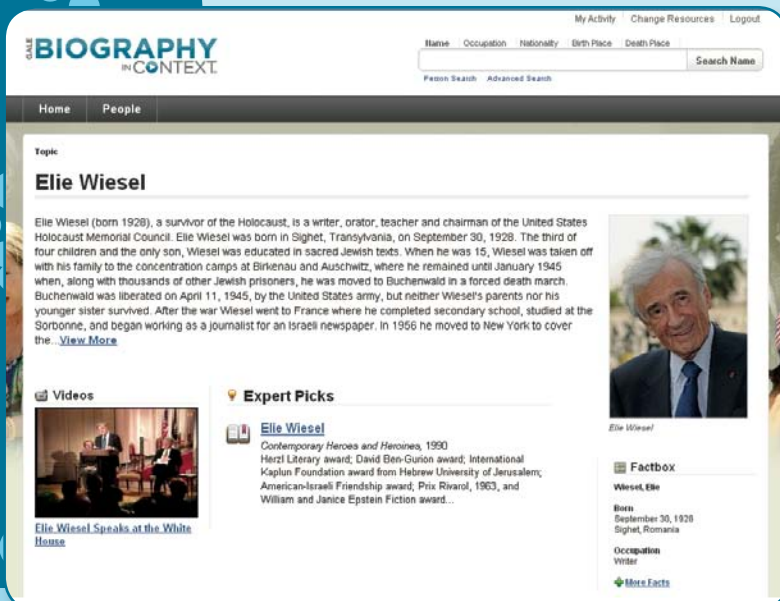 My Activity Change Resources Logout
GALE
BIOGRAPHY
IN CONTEXT
Name Occupation Nationality Birth Place Death Place
Search Name
Person Search Advanced Search
Home People
Topic
Elie Wiesel
Elie Wiesel (born 1928), a survivor of the Holocaust, is a writer, orator, teacher and chairman of the United States
Holocaust Memorial Council. Elie Wiesel was born in Sighet, Transylvania, on September 30, 1928. The third of
four children and the only son, Wiesel was educated in sacred Jewish texts. When he was 15, Wiesel was taken off
with his family to the concentration camps at Birkenau and Auschwitz, where he remained until January 1945
when, along with thousands of other Jewish prisoners, he was moved to Buchenwald in a forced death march.
Buchenwald was liberated on April 11, 1945, by the United States army, but neither Wiesel's parents nor his
younger sister survived. After the war Wiesel went to France where he completed secondary school, studied at the
Sorbonne, and began working as a journalist for an Israeli newspaper. In 1956 he moved to New York to cover
the...View More
Elie Wiesel
Videos
Elie Wiesel Speaks at the White
House
Expert Picks
Elie Wiesel
Contemporary Heroes and Heroines, 1990
Herzl Literary award; David Ben-Gurion award; International
Kaplun Foundation award from Hebrew University of Jerusalem;
American-Israeli Friendship award; Prix Rivarol, 1963, and
William and Janice Epstein Fiction award...
Factbox
Wiesel, Elie
Born
September 30, 1928
Sighet, Romania
Occupation
Writer
More Facts